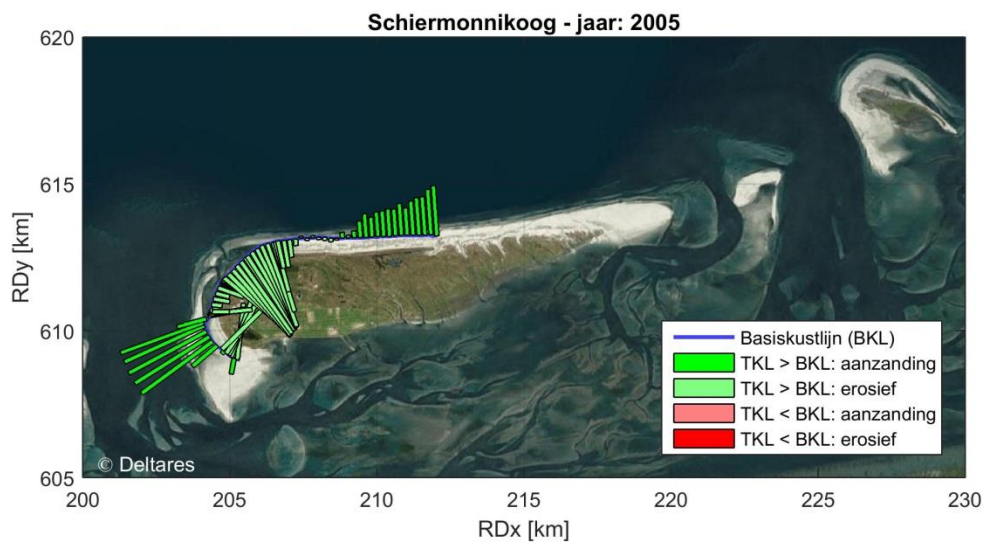 Schiermonnikoog - jaar: 2005
620
615
610
605
RDy [km]
200
205
210
215
220
225
230
RDx [km]
Basiskustlijn (BKL)
TKL > BKL: aanzanding
TKL > BKL: erosief
TKL < BKL: aanzanding
TKL < BKL: erosief
© Deltares